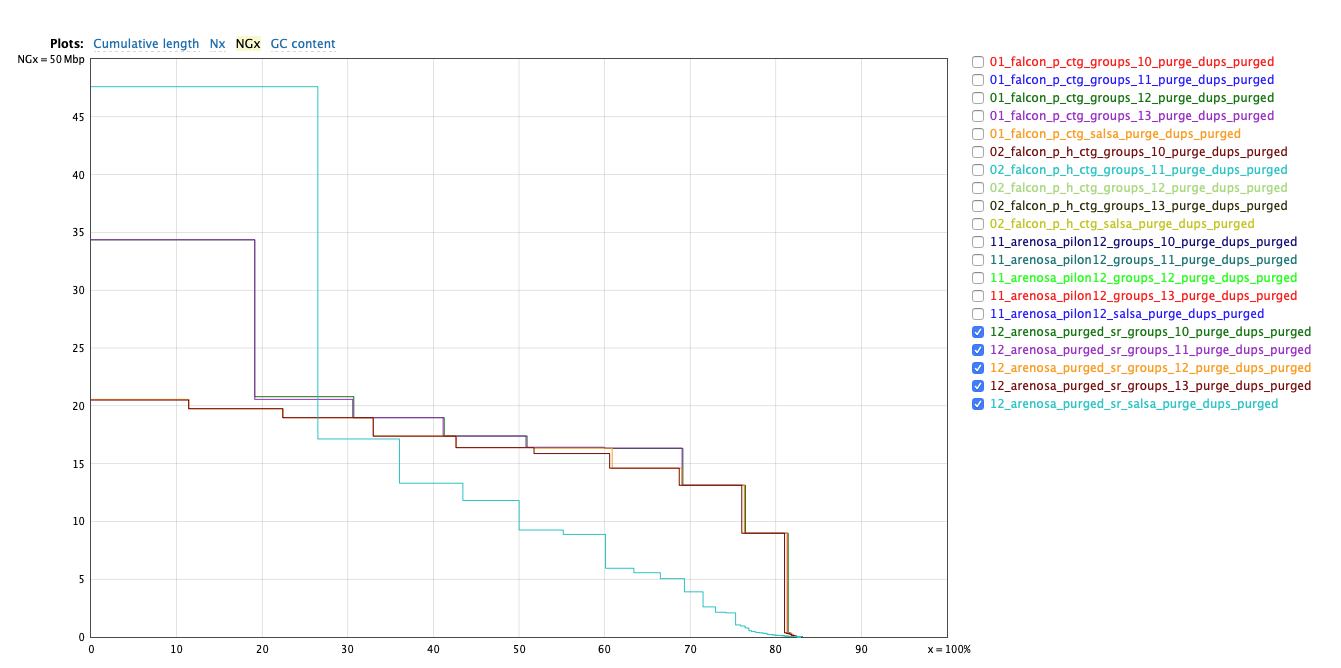 Plots: Cumulative length Nx NGx GC content
NGx = 50 Mbp
45
40
35
30
25
20
15
10
5
0
0 10 20 30 40 50 60 70 80 90 x = 100%
01_falcon_p_ctg_groups_10_purge_dups_purged
01_falcon_p_ctg_groups_11_purge_dups_purged
01_falcon_p_ctg_groups_12_purge_dups_purged
01_falcon_p_ctg_groups_13_purge_dups_purged
01_falcon_p_ctg_salsa_purge_dups_purged
02_falcon_p_h_ctg_groups_10_purge_dups_purged
02_falcon_p_h_ctg_groups_11_purge_dups_purged
02_falcon_p_h_ctg_groups_12_purge_dups_purged
02_falcon_p_h_ctg_groups_13_purge_dups_purged
02_falcon_p_h_ctg_salsa_purge_dups_purged
11_arenosa_pilon12_groups_10_purge_dups_purged
11_arenosa_pilon12_groups_11_purge_dups_purged
11_arenosa_pilon12_groups_12_purge_dups_purged
11_arenosa_pilon12_groups_13_purge_dups_purged
11_arenosa_pilon12_salsa_purge_dups_purged
12_arenosa_purged_sr_groups_10_purge_dups_purged
12_arenosa_purged_sr_groups_11_purge_dups_purged
12_arenosa_purged_sr_groups_12_purge_dups_purged
12_arenosa_purged_sr_groups_13_purge_dups_purged
12_arenosa_purged_sr_salsa_purge_dups_purged